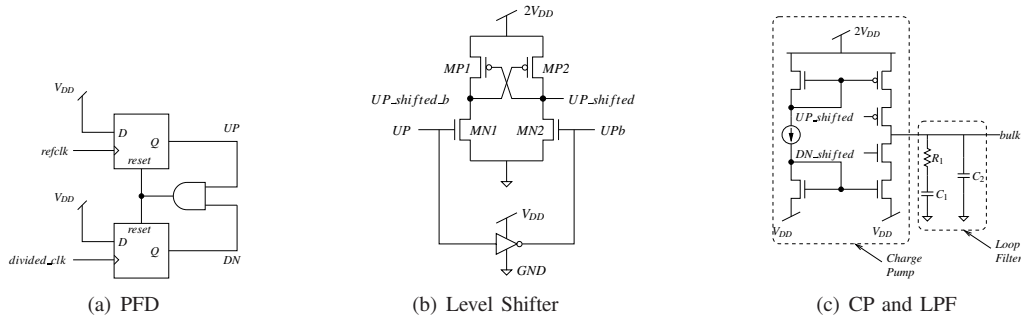 V_DD
D
Q
UP
refclk
reset
V_DD
reset
D
Q
divided_clk
DN
(a) PFD
2V_DD
MP1
MP2
UP_shifted_b
UP_shifted
UP
MN1
MN2
UPb
V_DD
GND
(b) Level Shifter
2V_DD
UP_shifted
bulk
DN_shifted
R_1
C_2
C_1
V_DD
V_DD
Charge
Pump
Loop
Filter
(c) CP and LPF